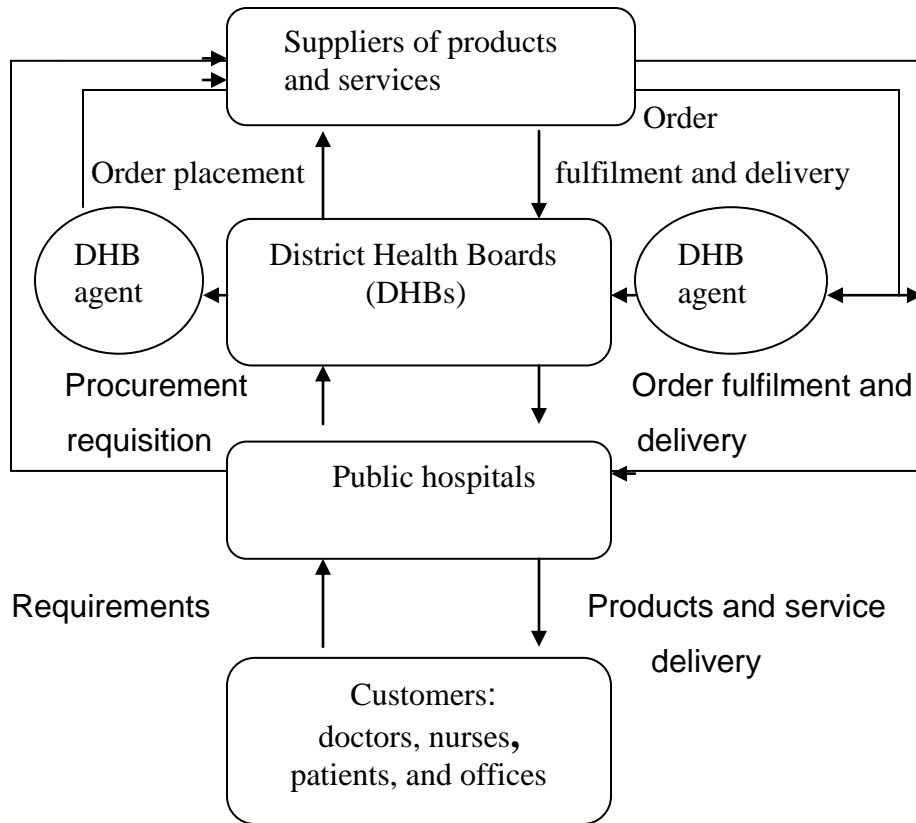 Suppliers of products
and services
Order
Order placement
fulfilment and delivery
DHB
agent
District Health Boards
(DHBs)
DHB
agent
Procurement
requisition
Order fulfilment and
delivery
Public hospitals
Requirements
Products and service
delivery
Customers:
doctors, nurses,
patients, and offices